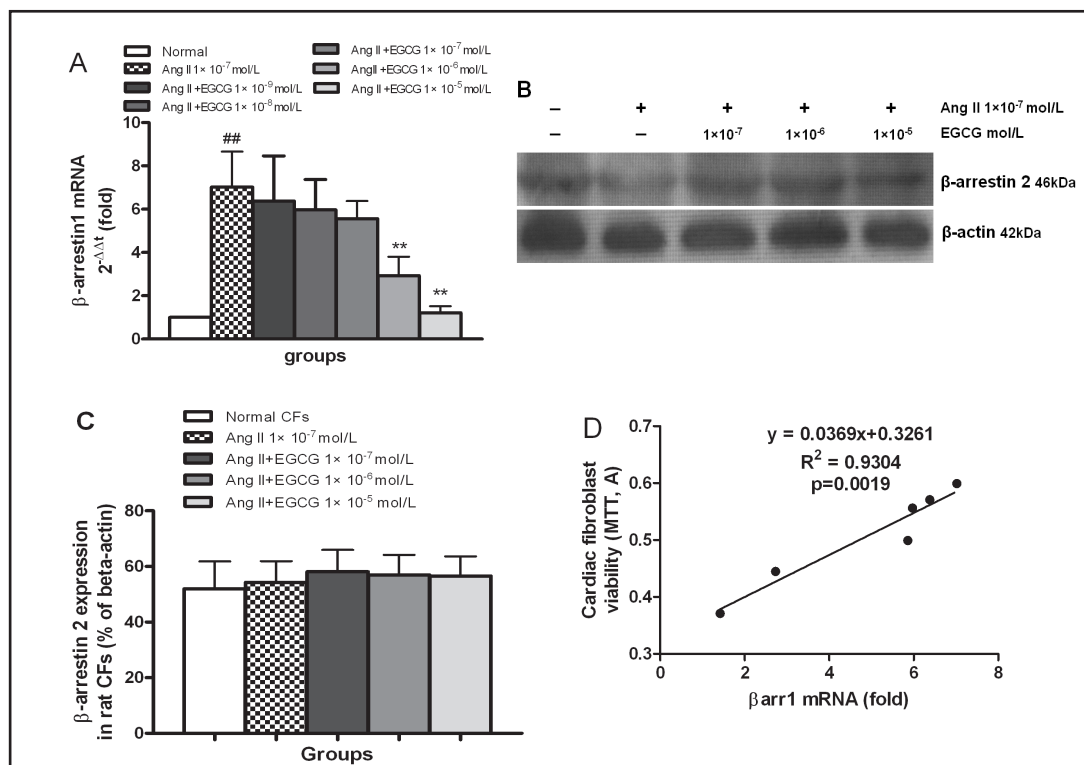 A
Normal
Ang II 1× 10⁻⁷ mol/L
Ang II +EGCG 1× 10⁻⁹ mol/L
Ang II +EGCG 1× 10⁻⁸ mol/L
Ang II +EGCG 1× 10⁻⁷ mol/L
AngII +EGCG 1× 10⁻⁶ mol/L
Ang II +EGCG 1× 10⁻⁵ mol/L
β-arrestin1 mRNA
2⁻ΔΔt (fold)
10
8
6
4
2
0
##
**
**
groups
B
– + + + + Ang II 1×10⁻⁷ mol/L
– – 1×10⁻⁷ 1×10⁻⁶ 1×10⁻⁵ EGCG mol/L
β-arrestin 2 46kDa
β-actin 42kDa
C
Normal CFs
Ang II 1× 10⁻⁷ mol/L
Ang II+EGCG 1× 10⁻⁷ mol/L
Ang II+EGCG 1× 10⁻⁶ mol/L
Ang II+EGCG 1× 10⁻⁵ mol/L
β-arrestin 2 expression
in rat CFs (% of beta-actin)
80
60
40
20
0
Groups
D
y = 0.0369x+0.3261
R² = 0.9304
p=0.0019
Cardiac fibroblast
viability (MTT, A)
0.7
0.6
0.5
0.4
0.3
0 2 4 6 8
βarr1 mRNA (fold)